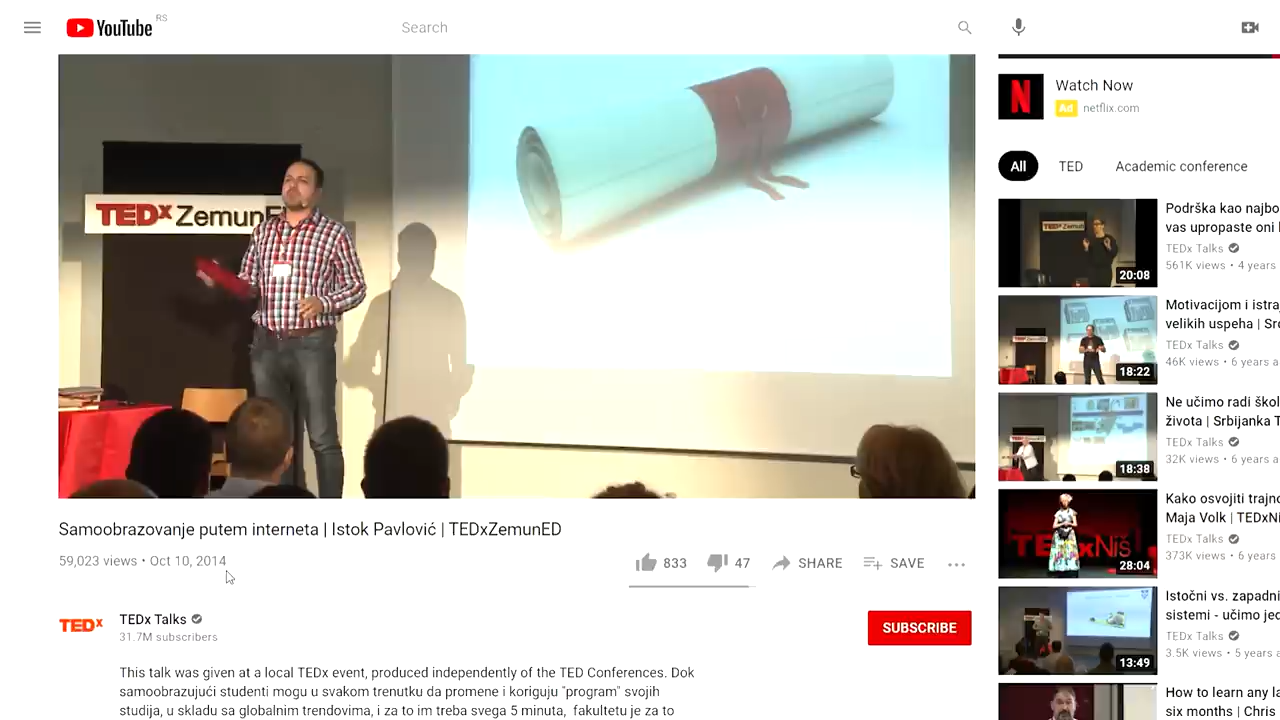 YouTube RS
Search
TEDx ZemunED
Samoobrazovanje putem interneta | Istok Pavlović | TEDxZemunED
59,023 views • Oct 10, 2014
833
47
SHARE
SAVE
TEDx
TEDx Talks
31.7M subscribers
SUBSCRIBE
This talk was given at a local TEDx event, produced independently of the TED Conferences. Dok
samoobrazujući studenti mogu u svakom trenutku da promene i koriguju "program" svojih
studija, u skladu sa globalnim trendovima, i za to im treba svega 5 minuta, fakultetu je za to
N
Watch Now
Ad netflix.com
All
TED
Academic conference
20:08
Podrška kao najbo
vas upropaste oni
TEDx Talks
561K views • 4 years
18:22
Motivacijom i istra
velikih uspeha | Sr
TEDx Talks
46K views • 6 years a
18:38
Ne učimo radi škol
života | Srbijanka T
TEDx Talks
32K views • 6 years a
TEDxNiš
28:04
Kako osvojiti trajno
Maja Volk | TEDxNi
TEDx Talks
373K views • 6 years
13:49
Istočni vs. zapadni
sistemi - učimo jed
TEDx Talks
3.5K views • 5 years a
How to learn any la
six months | Chris